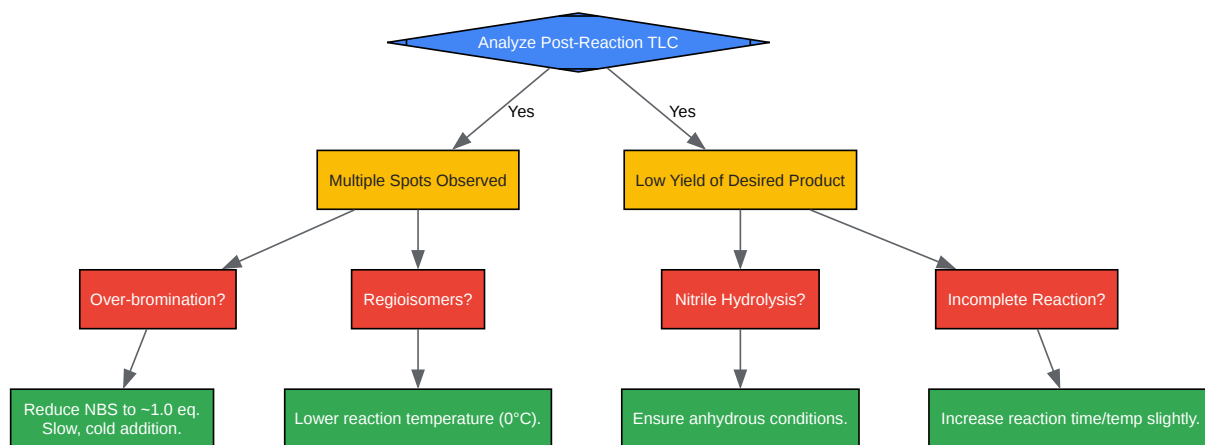 Analyze Post-Reaction TLC
Yes
Yes
Multiple Spots Observed
Low Yield of Desired Product
Over-bromination?
Regioisomers?
Nitrile Hydrolysis?
Incomplete Reaction?
Reduce NBS to ~1.0 eq.
Slow, cold addition.
Lower reaction temperature (0°C).
Ensure anhydrous conditions.
Increase reaction time/temp slightly.